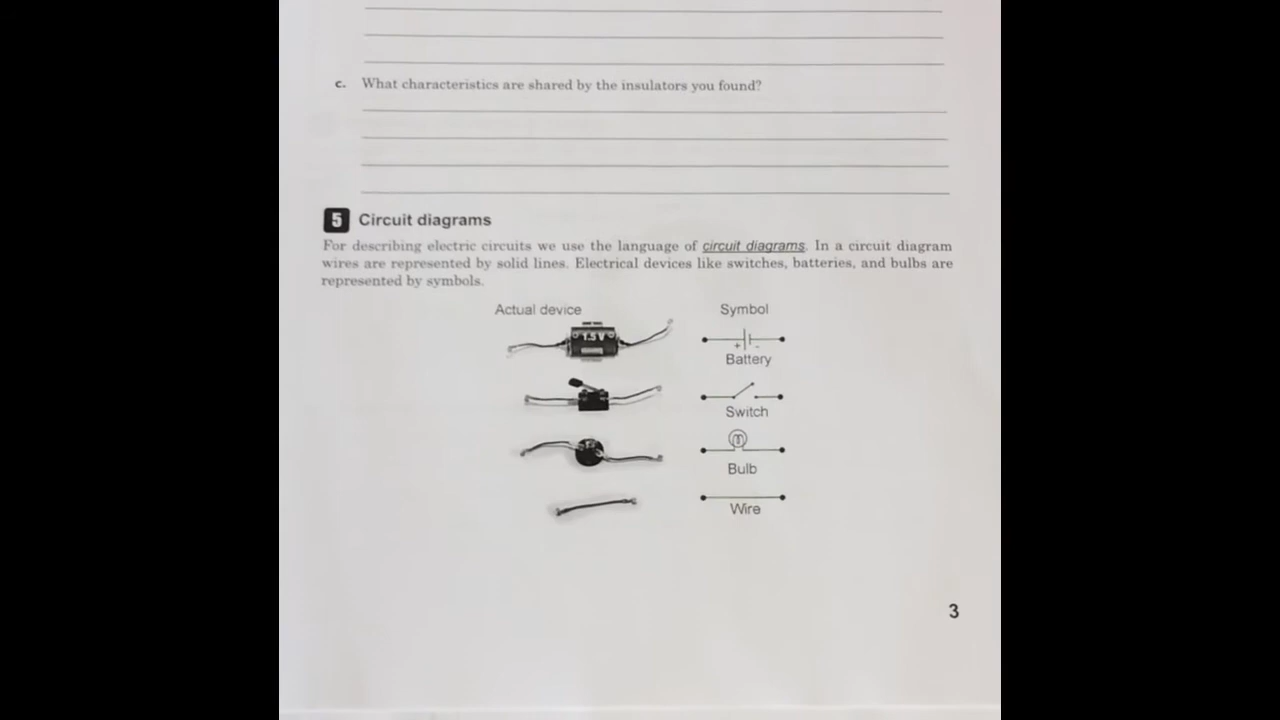 c. What characteristics are shared by the insulators you found?
5 Circuit diagrams
For describing electric circuits we use the language of circuit diagrams. In a circuit diagram
wires are represented by solid lines. Electrical devices like switches, batteries, and bulbs are
represented by symbols.
Actual device Symbol
1.5 V
+ -
Battery
Switch
Bulb
Wire
3